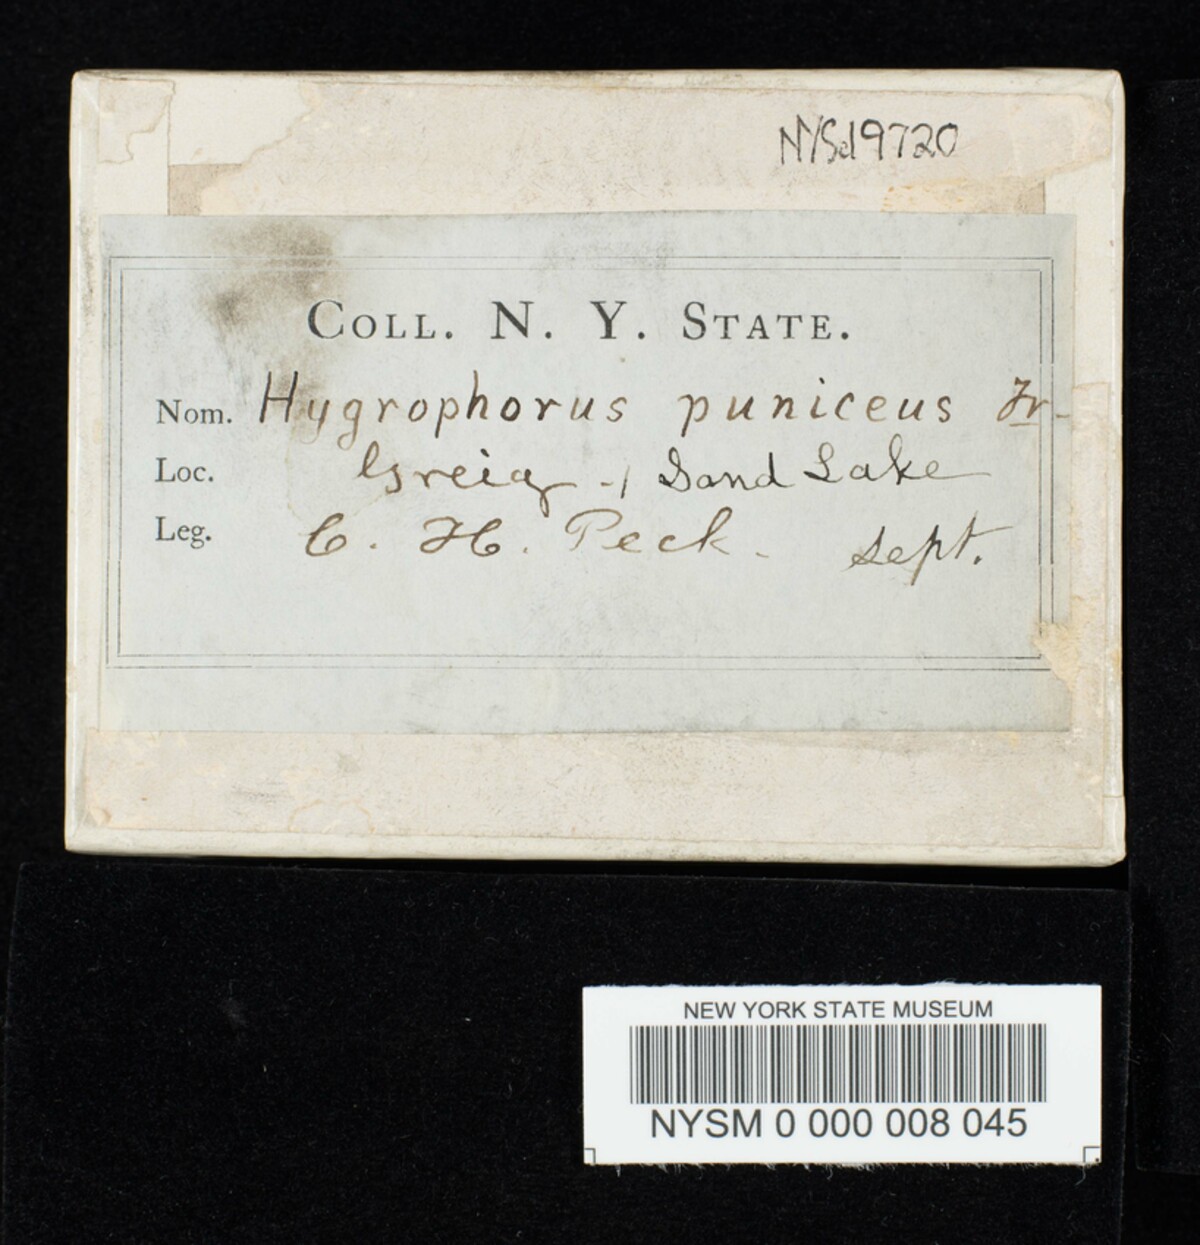 NYSd9720
COLL. N. Y. STATE.
Nom. Hygrophorus puniceus Fr.
Loc. Greig - , Sand Lake
Leg. C. H. Peck. Sept.
NEW YORK STATE MUSEUM
NYSM 0 000 008 045